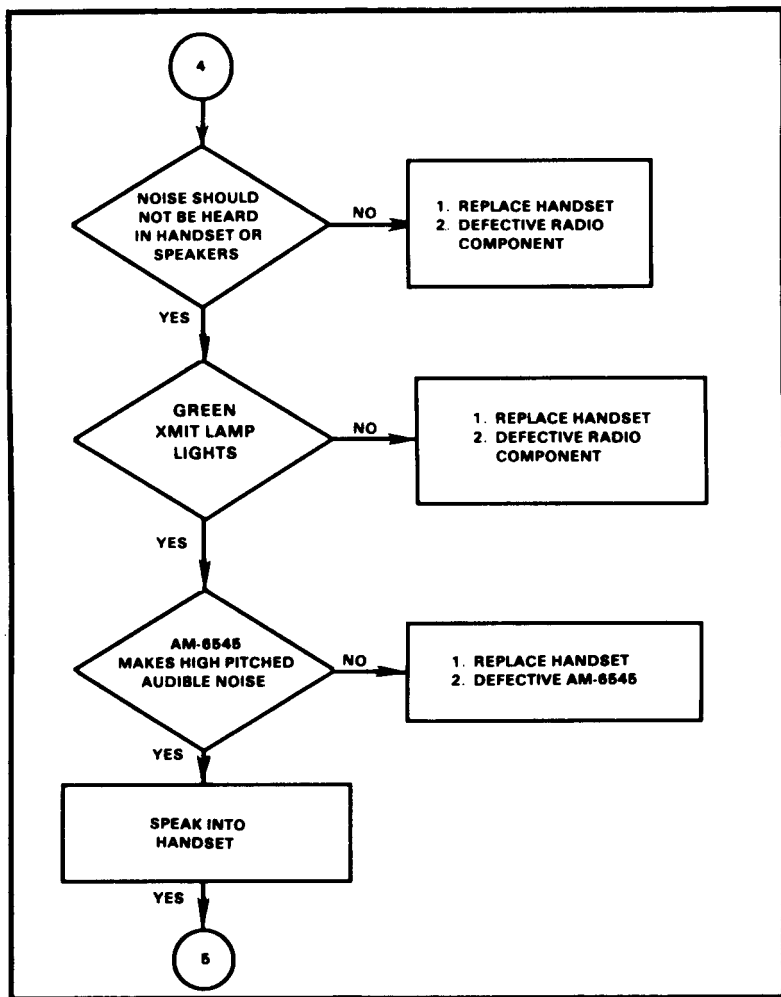 4
NOISE SHOULD
NOT BE HEARD
IN HANDSET OR
SPEAKERS
NO
1. REPLACE HANDSET
2. DEFECTIVE RADIO
COMPONENT
YES
GREEN
XMIT LAMP
LIGHTS
NO
1. REPLACE HANDSET
2. DEFECTIVE RADIO
COMPONENT
YES
AM-6545
MAKES HIGH PITCHED
AUDIBLE NOISE
NO
1. REPLACE HANDSET
2. DEFECTIVE AM-6545
YES
SPEAK INTO
HANDSET
YES
5